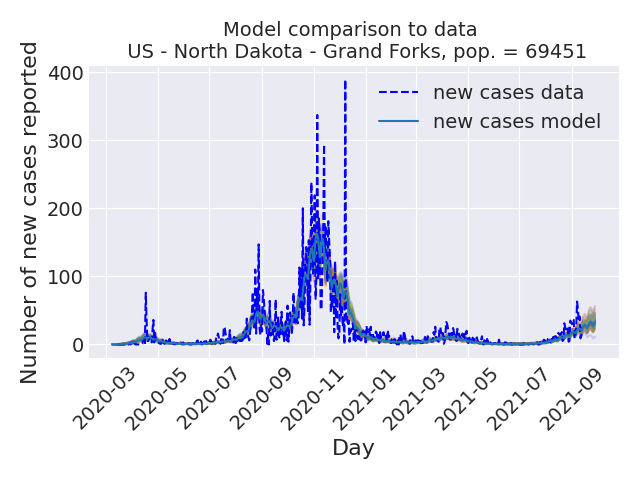 Model comparison to data
US - North Dakota - Grand Forks, pop. = 69451
Number of new cases reported
400
300
200
100
0
new cases data
new cases model
2020-03
2020-05
2020-07
2020-09
2020-11
2021-01
2021-03
2021-05
2021-07
2021-09
Day